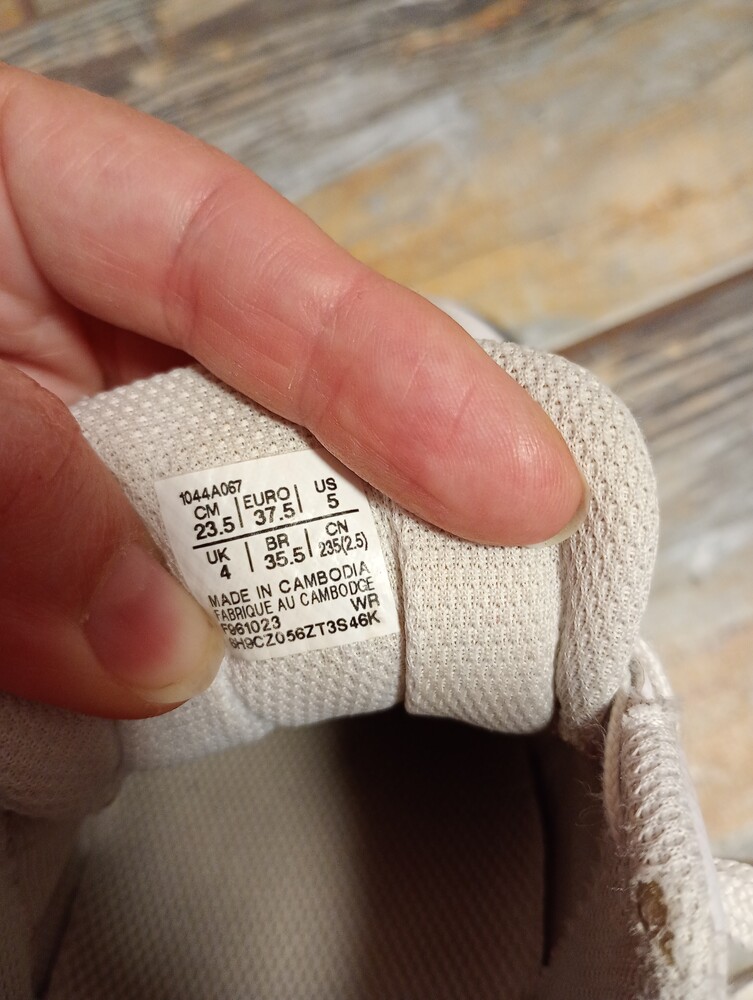 1044A067
CM | EURO | US
23.5 | 37.5 | 5
UK | BR | CN
4 | 35.5 | 235(2.5)
MADE IN CAMBODIA
FABRIQUE AU CAMBODGE
F961023 WR
6H9CZ056ZT3S46K